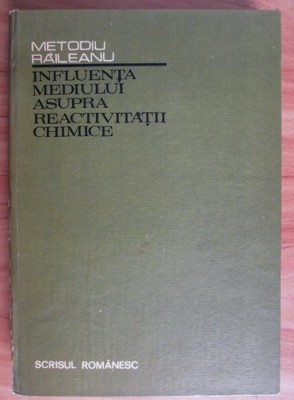 METODIU
RĂILEANU
INFLUENȚA
MEDIULUI
ASUPRA
REACTIVITĂȚII
CHIMICE
SCRISUL ROMÂNESC